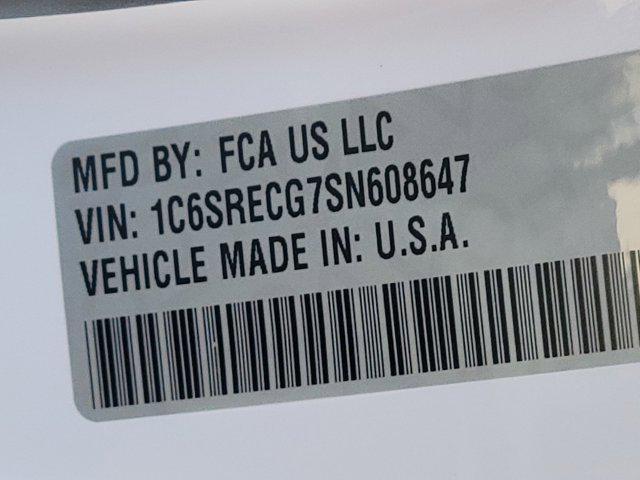 MFD BY: FCA US LLC
VIN: 1C6SRECG7SN608647
VEHICLE MADE IN: U.S.A.